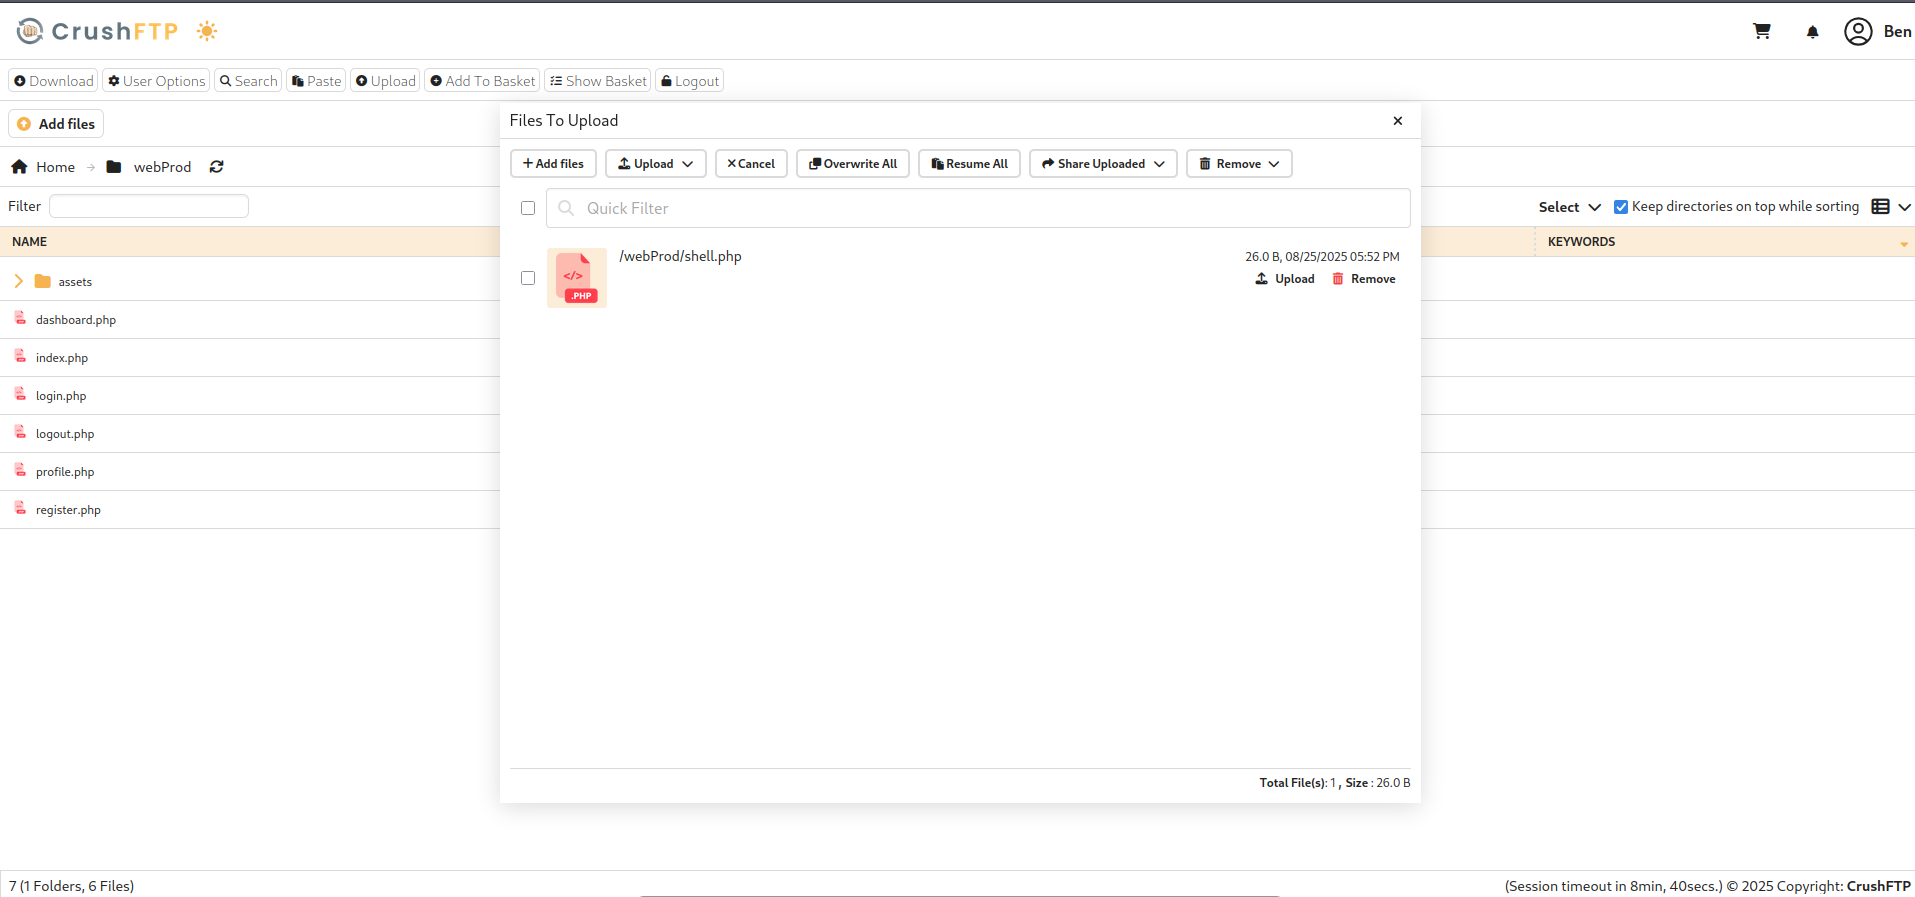 CrushFTP
Ben
Download User Options Search Paste Upload Add To Basket Show Basket Logout
Add files
Home webProd
Filter
Select Keep directories on top while sorting
NAME
KEYWORDS
assets
dashboard.php
index.php
login.php
logout.php
profile.php
register.php
Files To Upload
Add files Upload Cancel Overwrite All Resume All Share Uploaded Remove
Quick Filter
</>
.PHP
/webProd/shell.php
26.0 B, 08/25/2025 05:52 PM
Upload Remove
Total File(s): 1 , Size : 26.0 B
7 (1 Folders, 6 Files)
(Session timeout in 8min, 40secs.) © 2025 Copyright: CrushFTP